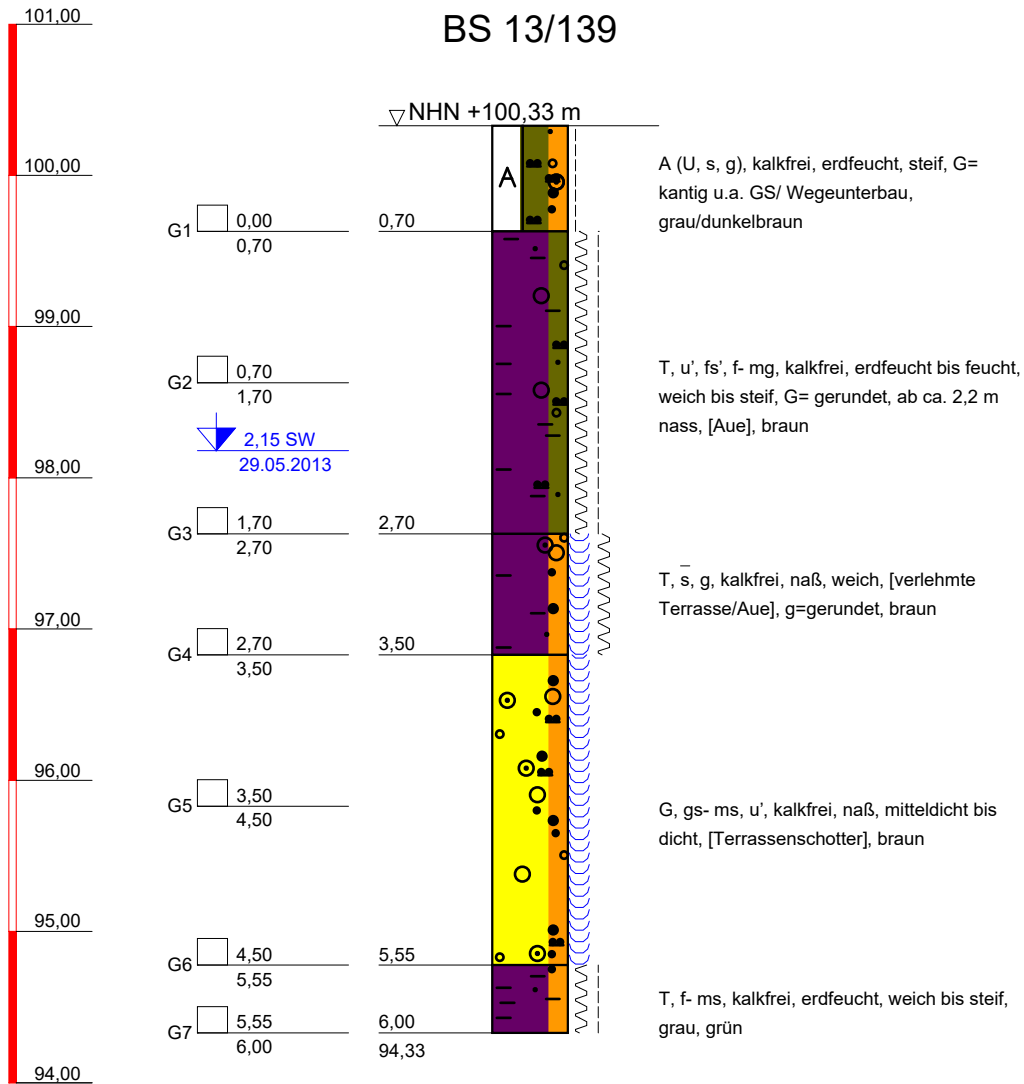 BS 13/139
101,00
100,00
99,00
98,00
97,00
96,00
95,00
94,00
NHN +100,33 m
A
A (U, s, g), kalkfrei, erdfeucht, steif, G=
kantig u.a. GS/ Wegeunterbau,
grau/dunkelbraun
G1 0,00
0,70
0,70
T, u', fs', f- mg, kalkfrei, erdfeucht bis feucht,
weich bis steif, G= gerundet, ab ca. 2,2 m
nass, [Aue], braun
G2 0,70
1,70
2,15 SW
29.05.2013
G3 1,70
2,70
2,70
T, s̅, g, kalkfrei, naß, weich, [verlehmte
Terrasse/Aue], g=gerundet, braun
G4 2,70
3,50
3,50
G, gs- ms, u', kalkfrei, naß, mitteldicht bis
dicht, [Terrassenschotter], braun
G5 3,50
4,50
G6 4,50
5,55
5,55
T, f- ms, kalkfrei, erdfeucht, weich bis steif,
grau, grün
G7 5,55
6,00
6,00
94,33